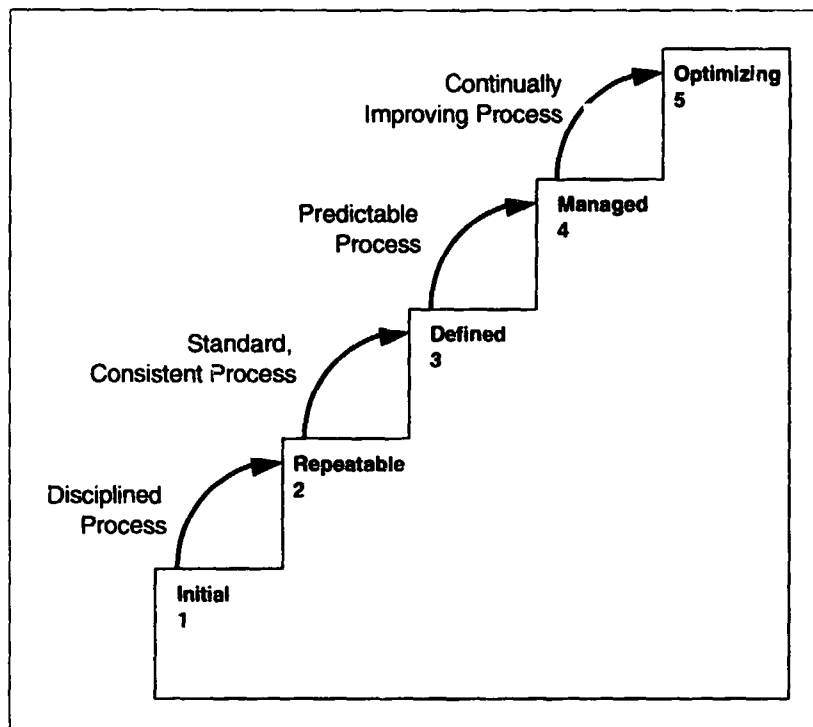 Continually
Improving Process
Optimizing
5
Predictable
Process
Managed
4
Standard,
Consistent Process
Defined
3
Disciplined
Process
Repeatable
2
Initial
1